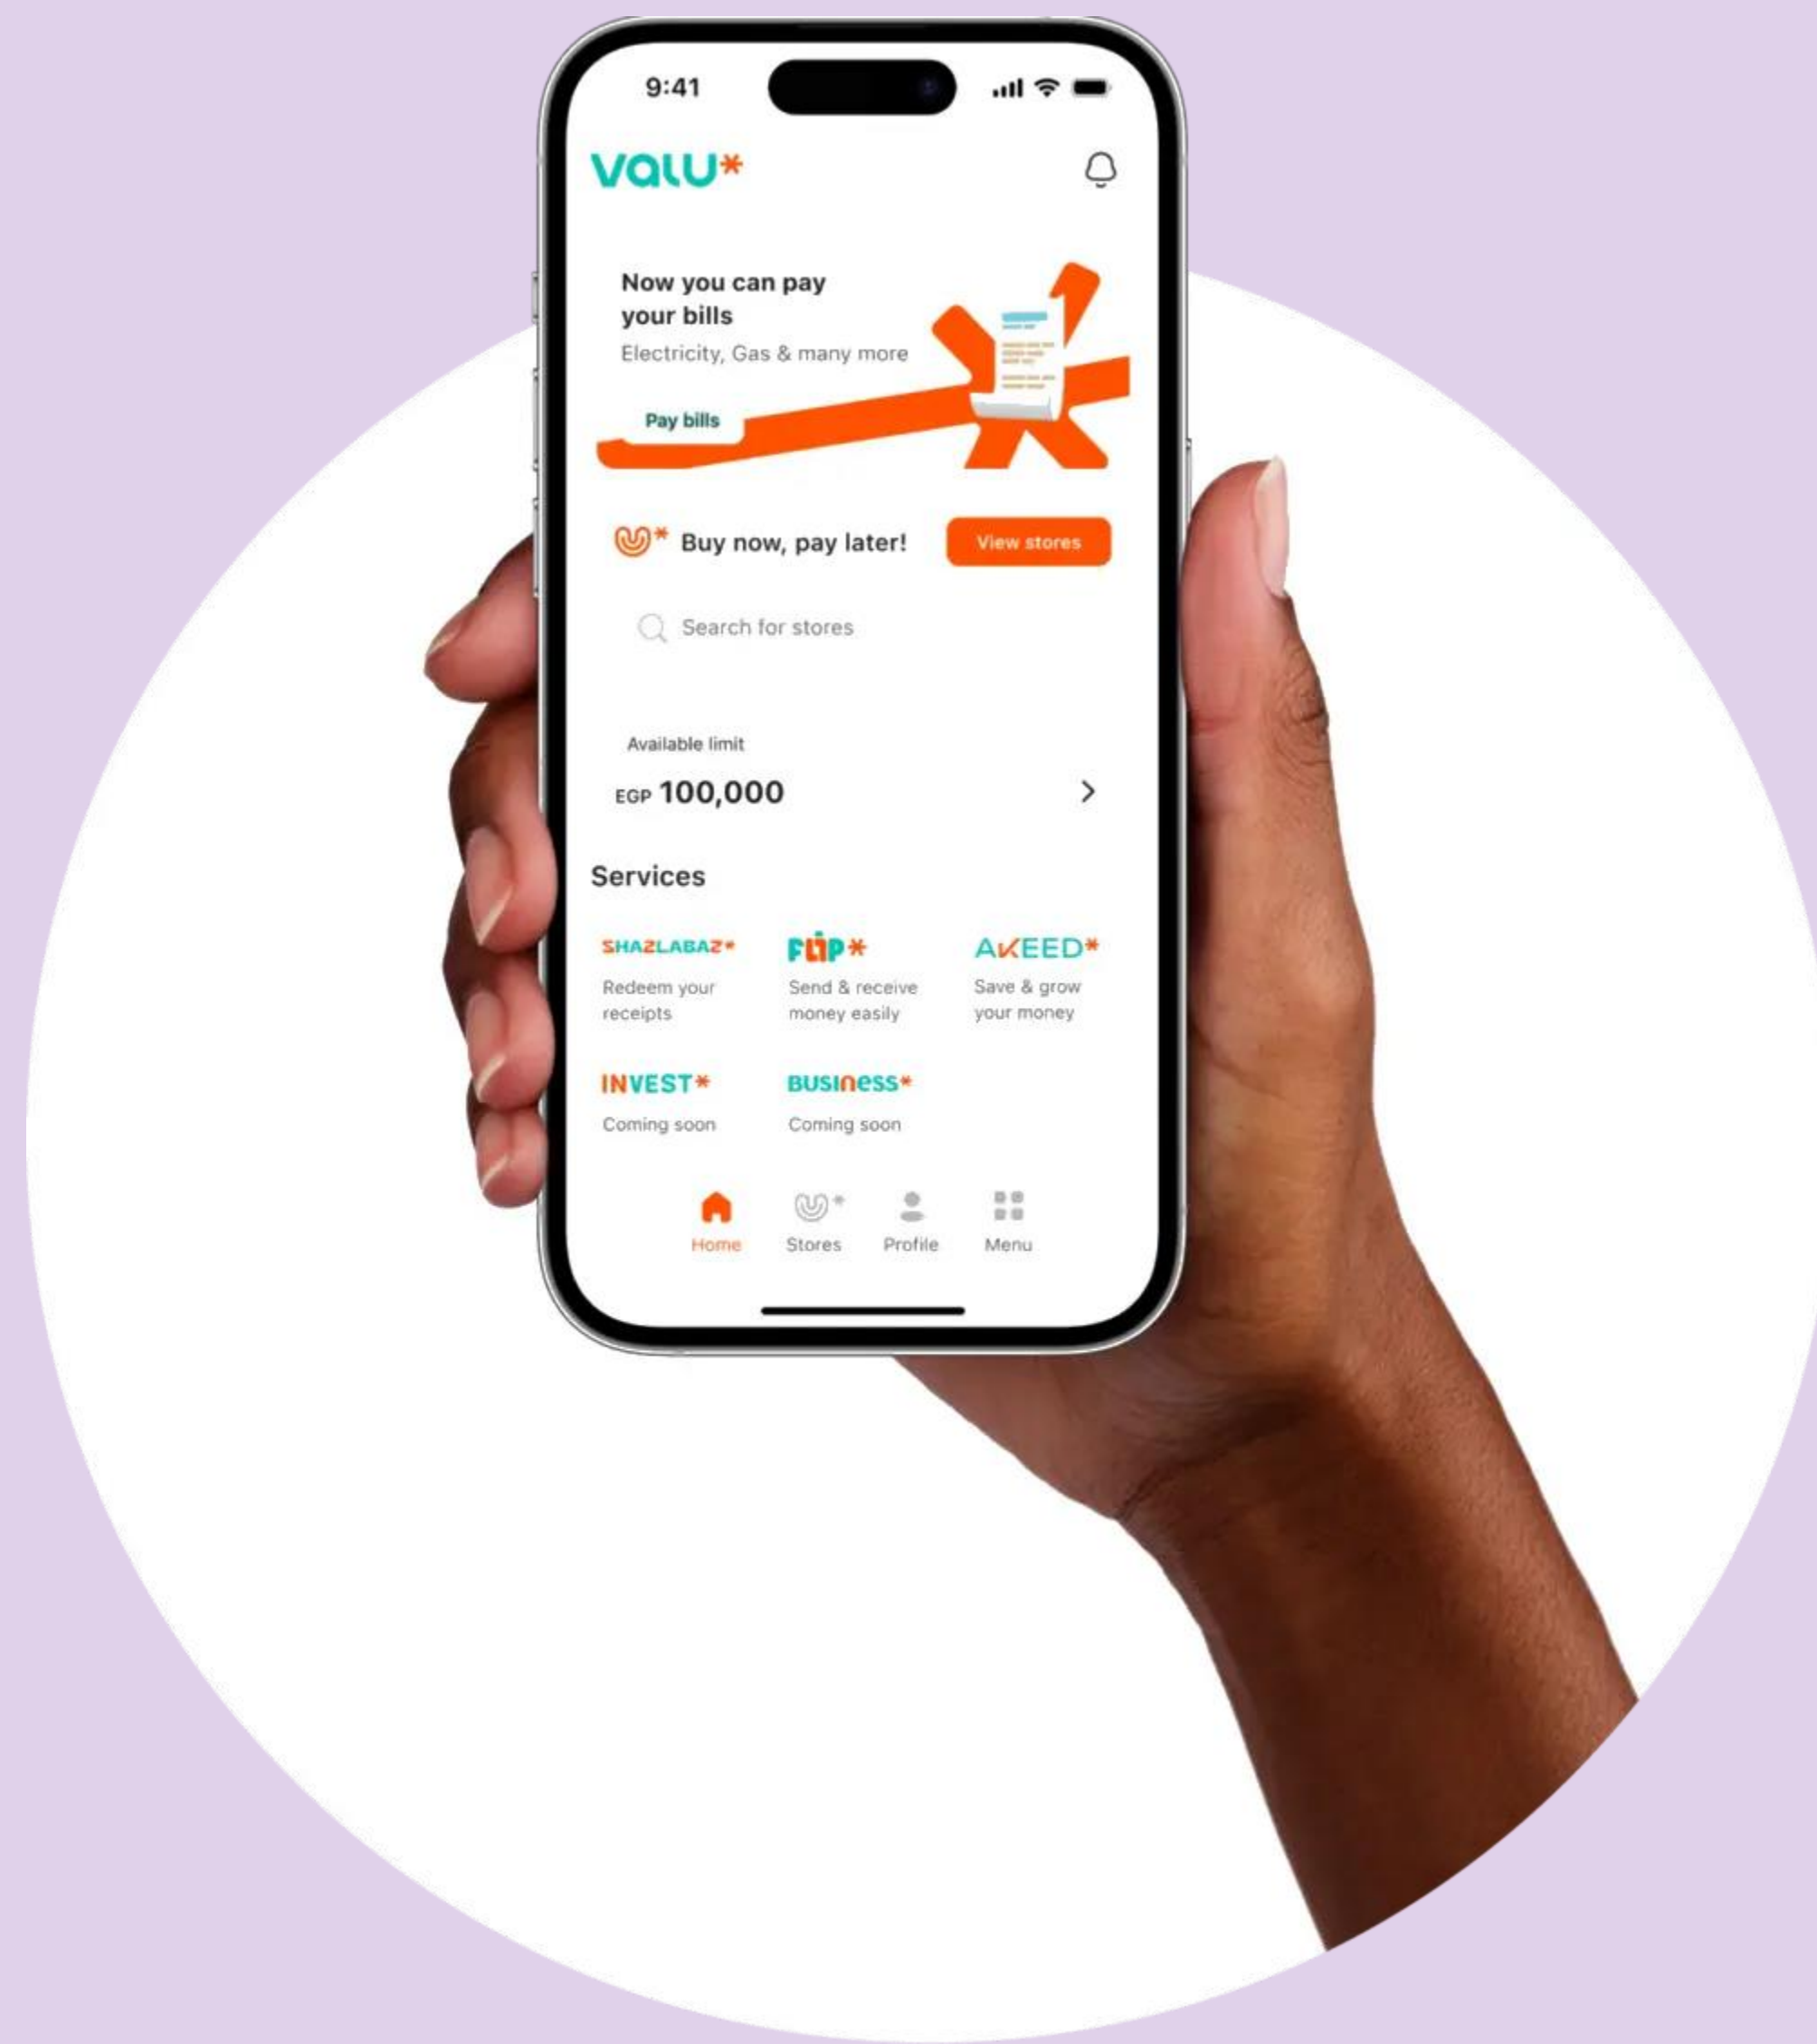 9:41
valu*
Now you can pay
your bills
Electricity, Gas & many more
Pay bills
Buy now, pay later!
View stores
Search for stores
Available limit
EGP 100,000
Services
SHAZLABAZ*
FLIP*
AKEED*
Redeem your
receipts
Send & receive
money easily
Save & grow
your money
INVEST*
BUSINESS*
Coming soon
Coming soon
Home
Stores
Profile
Menu